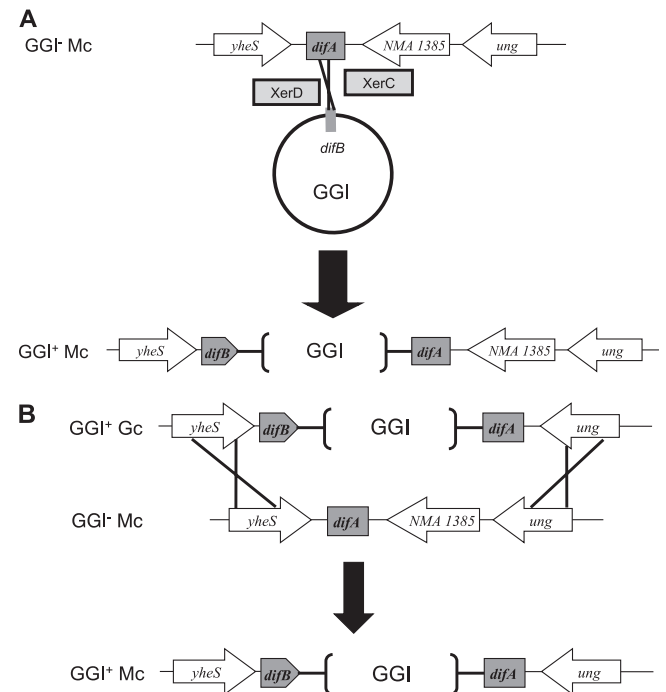 A
GGI⁻ Mc
yheS difA NMA 1385 ung
XerD XerC
difB
GGI
GGI⁺ Mc
yheS difB GGI difA NMA 1385 ung
B
GGI⁺ Gc
yheS difB GGI difA ung
GGI⁻ Mc
yheS difA NMA 1385 ung
GGI⁺ Mc
yheS difB GGI difA ung